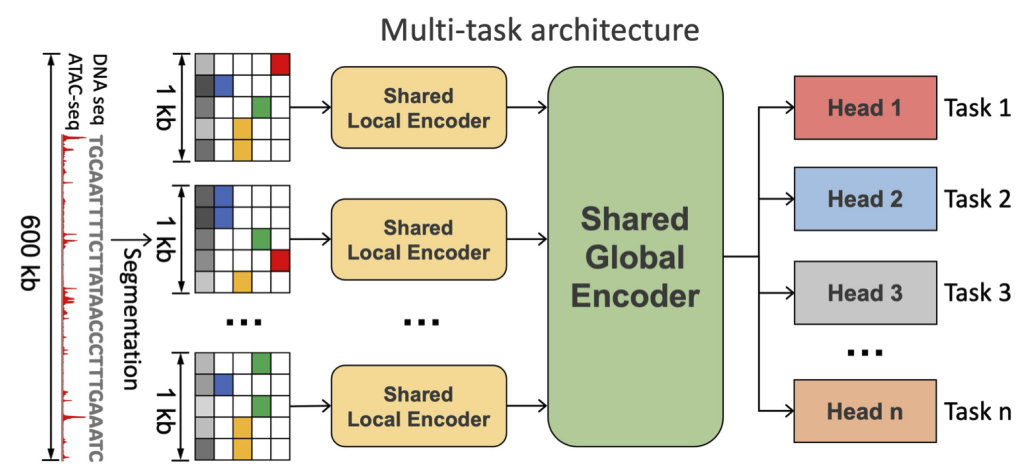 Multi-task architecture
600 kb
ATAC-seq
DNA seq TGCAATTTTCTTATAACCCTTTGAAATC
Segmentation
1 kb
Shared
Local Encoder
1 kb
Shared
Local Encoder
...
...
1 kb
Shared
Local Encoder
Shared
Global
Encoder
Head 1 Task 1
Head 2 Task 2
Head 3 Task 3
...
Head n Task n